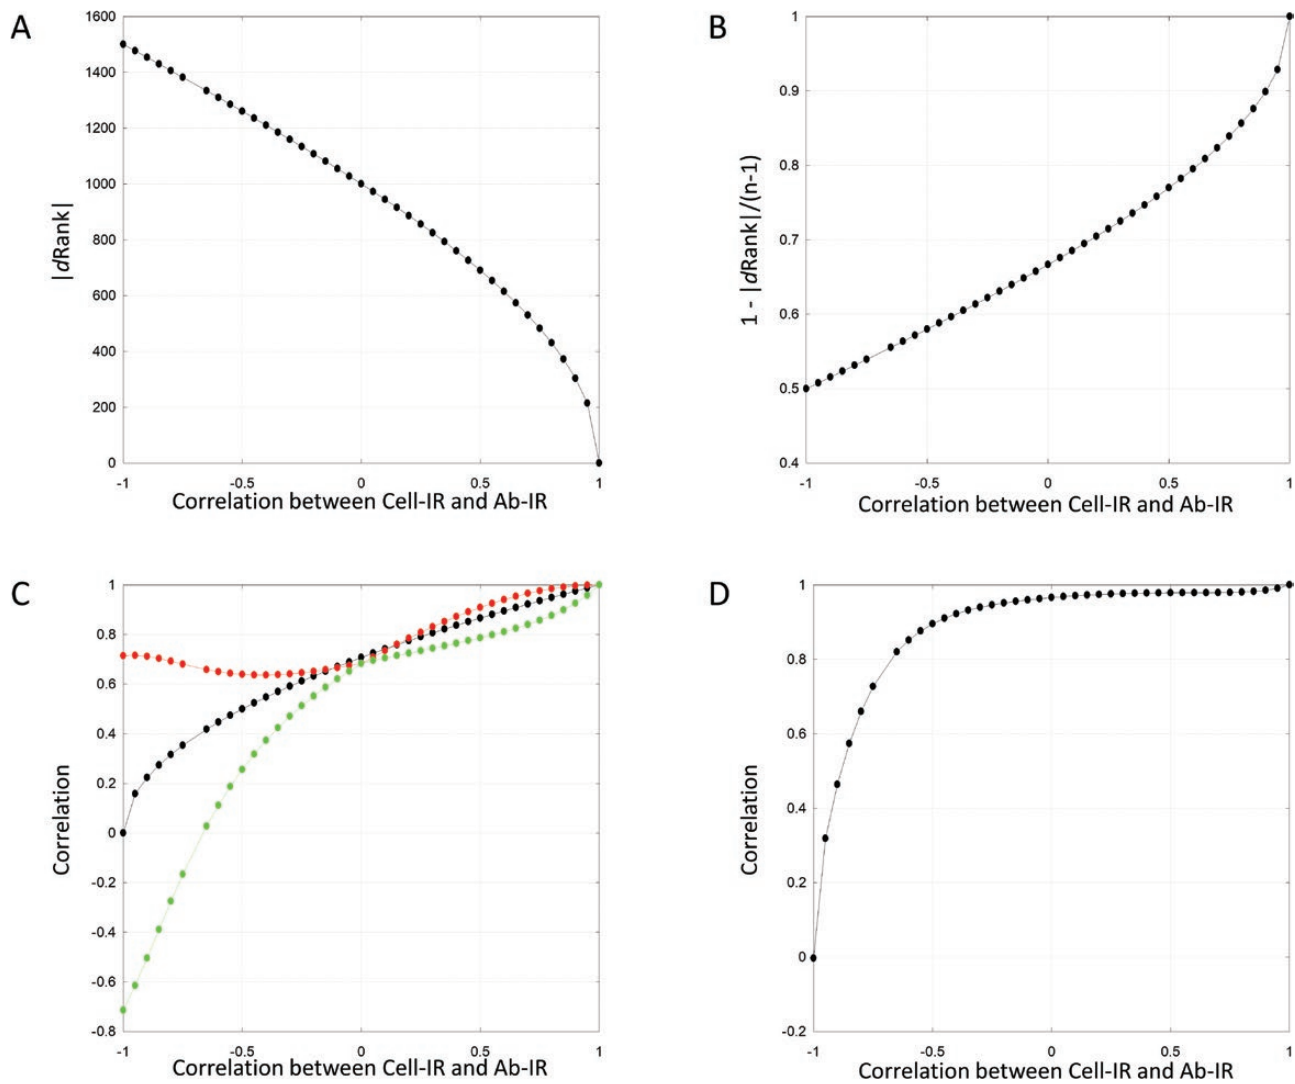 A
|dRank|
1600
1400
1200
1000
800
600
400
200
0
-1 -0.5 0 0.5 1
Correlation between Cell-IR and Ab-IR
B
1 - |dRank|/(n-1)
1
0.9
0.8
0.7
0.6
0.5
0.4
-1 -0.5 0 0.5 1
Correlation between Cell-IR and Ab-IR
C
Correlation
1
0.8
0.6
0.4
0.2
0
-0.2
-0.4
-0.6
-0.8
-1 -0.5 0 0.5 1
Correlation between Cell-IR and Ab-IR
D
Correlation
1
0.8
0.6
0.4
0.2
0
-0.2
-1 -0.5 0 0.5 1
Correlation between Cell-IR and Ab-IR